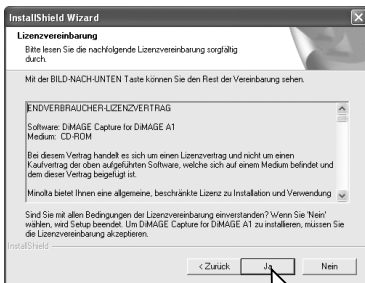 InstallShield Wizard
Lizenzvereinbarung
Bitte lesen Sie die nachfolgende Lizenzvereinbarung sorgfältig
durch.
Mit der BILD-NACH-UNTEN Taste können Sie den Rest der Vereinbarung sehen.
ENDVERBRAUCHER-LIZENZVERTRAG
Software: DiMAGE Capture for DiMAGE A1
Medium: CD-ROM
Bei diesem Vertrag handelt es sich um einen Lizenzvertrag und nicht um einen
Kaufvertrag der oben aufgeführten Software, welche sich auf einem Medium befindet und
dem dieser Vertrag beigefügt ist.
Minolta bietet Ihnen eine allgemeine, beschränkte Lizenz zu Installation und Verwendung
Sind Sie mit allen Bedingungen der Lizenzvereinbarung einverstanden? Wenn Sie 'Nein'
wählen, wird Setup beendet. Um DiMAGE Capture for DiMAGE A1 zu installieren, müssen Sie
die Lizenzvereinbarung akzeptieren.
InstallShield
< Zurück Ja Nein